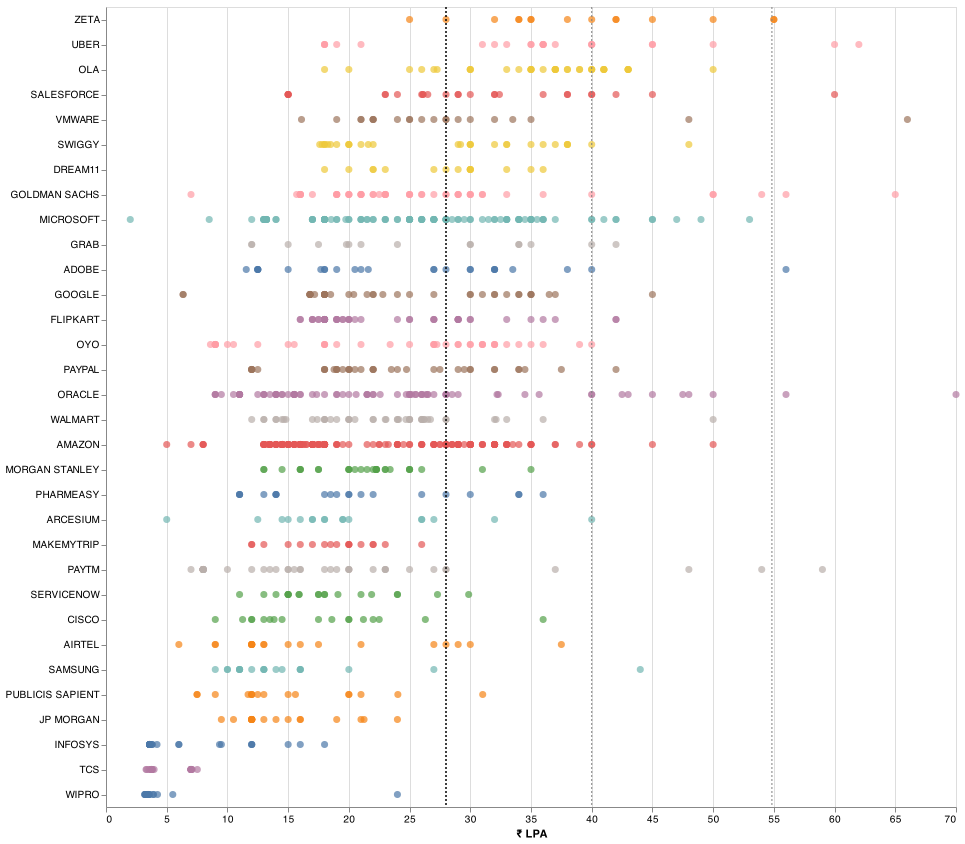 ZETA
UBER
OLA
SALESFORCE
VMWARE
SWIGGY
DREAM11
GOLDMAN SACHS
MICROSOFT
GRAB
ADOBE
GOOGLE
FLIPKART
OYO
PAYPAL
ORACLE
WALMART
AMAZON
MORGAN STANLEY
PHARMEASY
ARCESIUM
MAKEMYTRIP
PAYTM
SERVICENOW
CISCO
AIRTEL
SAMSUNG
PUBLICIS SAPIENT
JP MORGAN
INFOSYS
TCS
WIPRO
0 5 10 15 20 25 30 35 40 45 50 55 60 65 70
₹ LPA